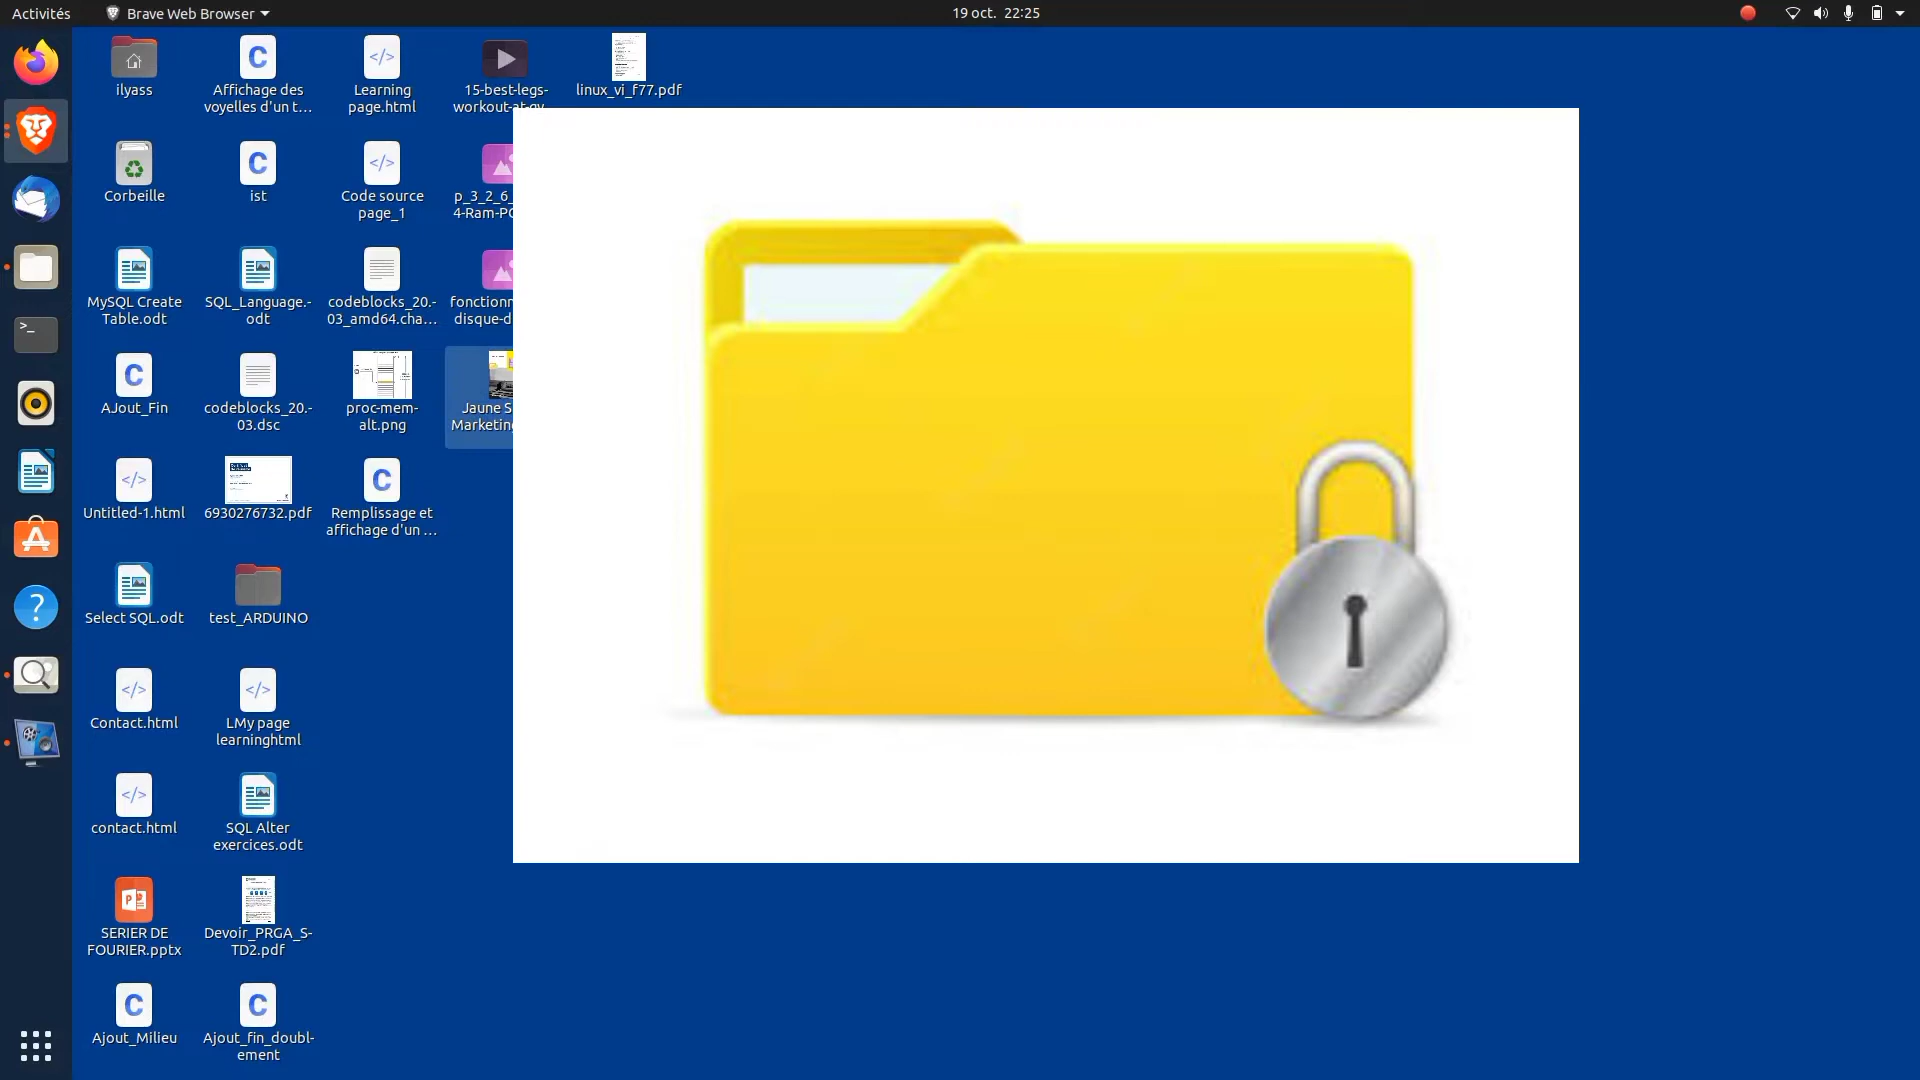 Activités
Brave Web Browser
19 oct. 22:25
ilyass
Affichage des
voyelles d'un t...
Learning
page.html
15-best-legs-
workout-at-gy...
linux_vi_f77.pdf
Corbeille
ist
Code source
page_1
p_3_2_6_
4-Ram-PC
MySQL Create
Table.odt
SQL_Language.-
odt
codeblocks_20.-
03_amd64.cha...
fonctionn
disque-d
AJout_Fin
codeblocks_20.-
03.dsc
proc-mem-
alt.png
Jaune S
Marketing
Untitled-1.html
6930276732.pdf
Remplissage et
affichage d'un ...
Select SQL.odt
test_ARDUINO
Contact.html
LMy page
learninghtml
contact.html
SQL Alter
exercices.odt
SERIER DE
FOURIER.pptx
Devoir_PRGA_S-
TD2.pdf
Ajout_Milieu
Ajout_fin_doubl-
ement